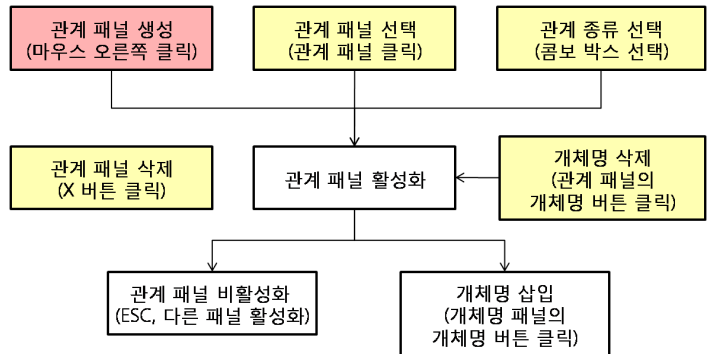 관계 패널 생성
(마우스 오른쪽 클릭)
관계 패널 선택
(관계 패널 클릭)
관계 종류 선택
(콤보 박스 선택)
관계 패널 삭제
(X 버튼 클릭)
관계 패널 활성화
개체명 삭제
(관계 패널의
개체명 버튼 클릭)
관계 패널 비활성화
(ESC, 다른 패널 활성화)
개체명 삽입
(개체명 패널의
개체명 버튼 클릭)